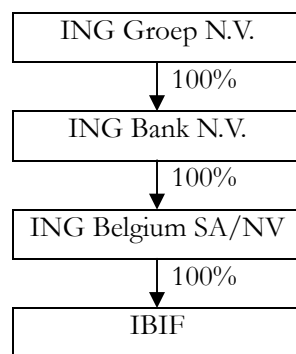 ING Groep N.V.
100%
ING Bank N.V.
100%
ING Belgium SA/NV
100%
IBIF